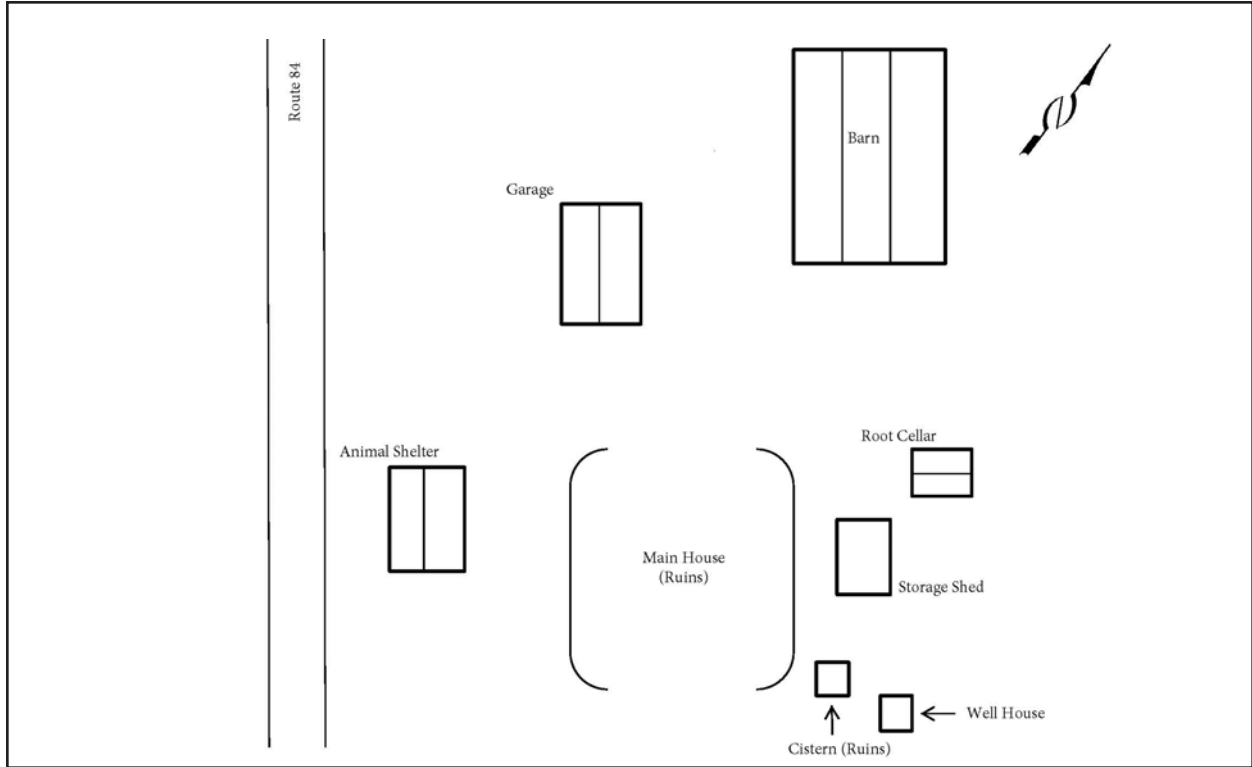 Route 84
Barn
Garage
Root Cellar
Animal Shelter
Main House
(Ruins)
Storage Shed
Well House
Cistern (Ruins)